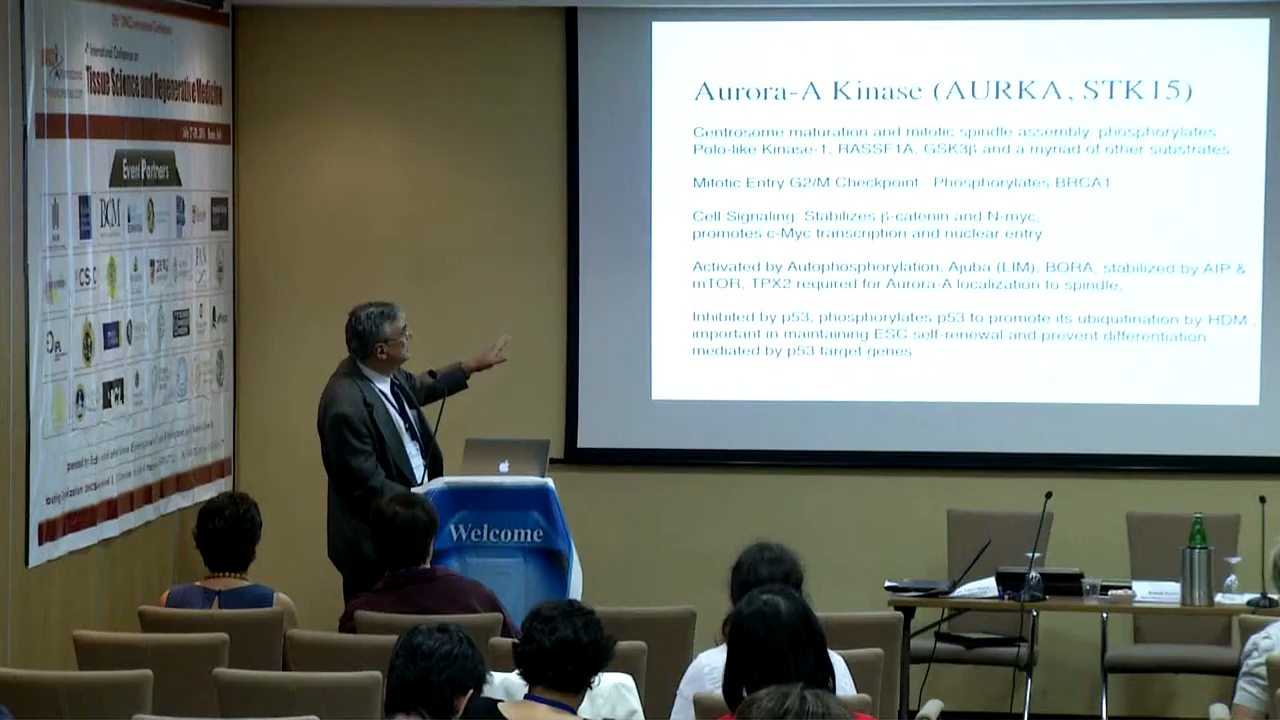 International Conference on
Tissue Science and Regenerative Medicine
Event Partners
BCM
Aurora-A Kinase (AURKA, STK15)
Centrosome maturation and mitotic spindle assembly, phosphorylates
Polo-like Kinase-1, RASSF1A, GSK3β and a myriad of other substrates
Mitotic Entry G2/M Checkpoint. Phosphorylates BRCA1
Cell Signaling: Stabilizes β-catenin and N-myc,
promotes c-Myc transcription and nuclear entry
Activated by Autophosphorylation, Ajuba (LIM), BORA, stabilized by AIP &
mTOR, TPX2 required for Aurora-A localization to spindle,
Inhibited by p53, phosphorylates p53 to promote its ubiquitination by HDM,
important in maintaining ESC self-renewal and prevent differentiation
mediated by p53 target genes
Welcome